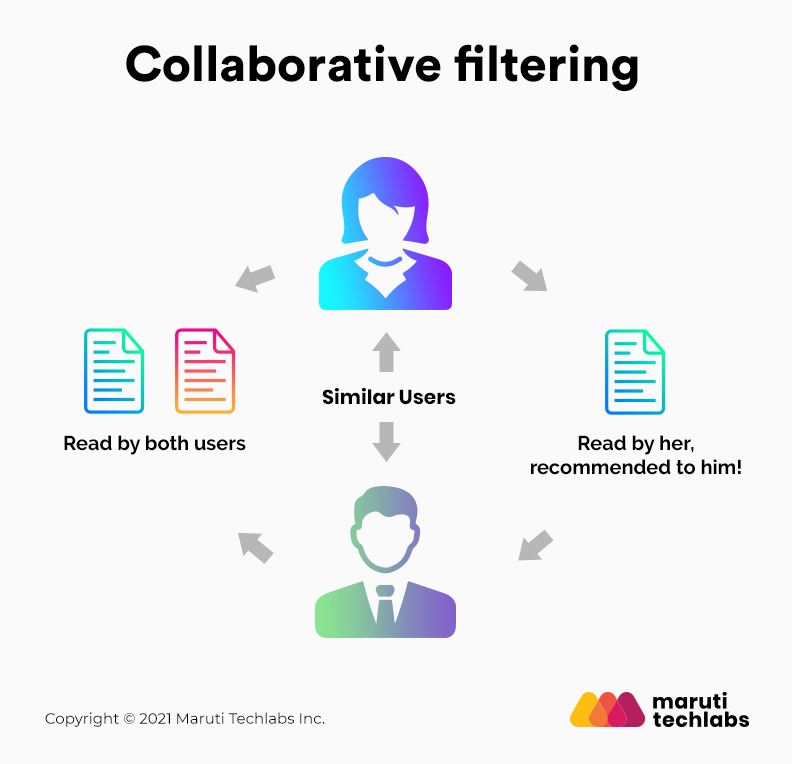 Collaborative filtering
Similar Users
Read by both users
Read by her,
recommended to him!
Copyright © 2021 Maruti Techlabs Inc.
maruti
techlabs